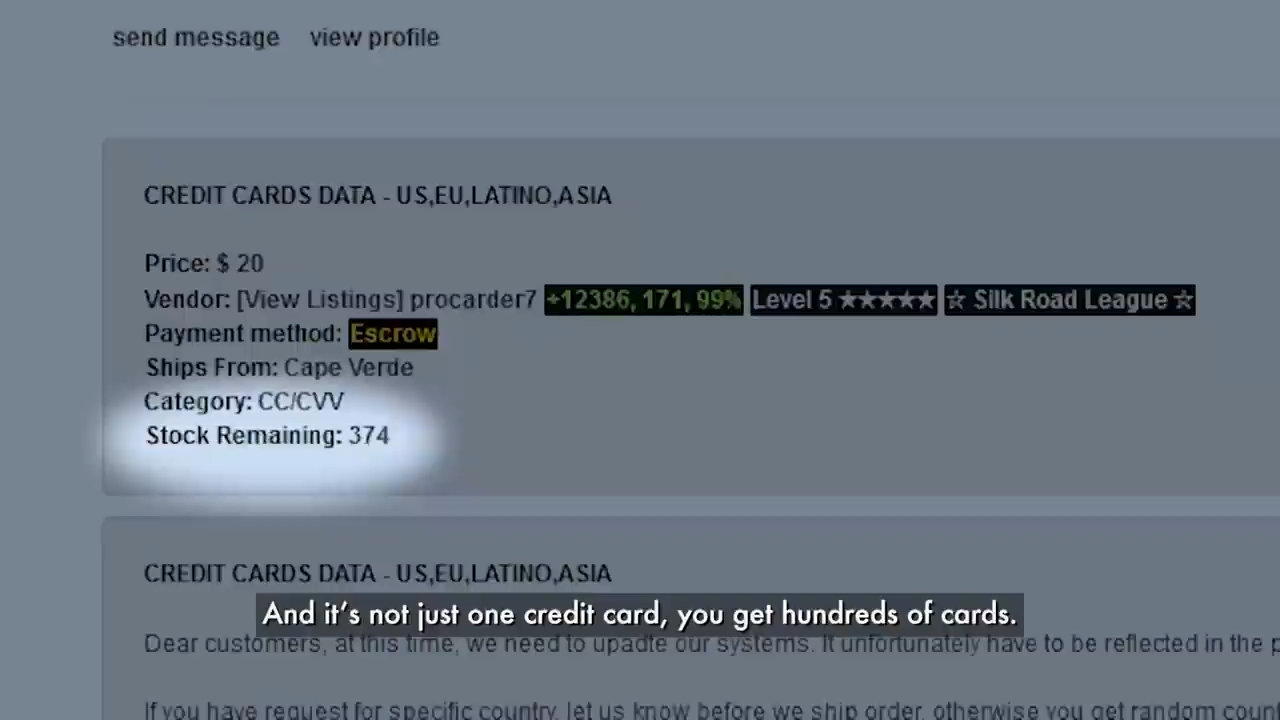 send message view profile
CREDIT CARDS DATA - US,EU,LATINO,ASIA
Price: $ 20
Vendor: [View Listings] procarder7 +12386, 171, 99% Level 5 ★★★★★ ☆ Silk Road League ☆
Payment method: Escrow
Ships From: Cape Verde
Category: CC/CVV
Stock Remaining: 374
CREDIT CARDS DATA - US,EU,LATINO,ASIA
And it's not just one credit card, you get hundreds of cards.
Dear customers, at this time, we need to upadte our systems. It unfortunately have to be reflected in the p
If you have request for specific country, let us know before we ship order, otherwise you get random coun